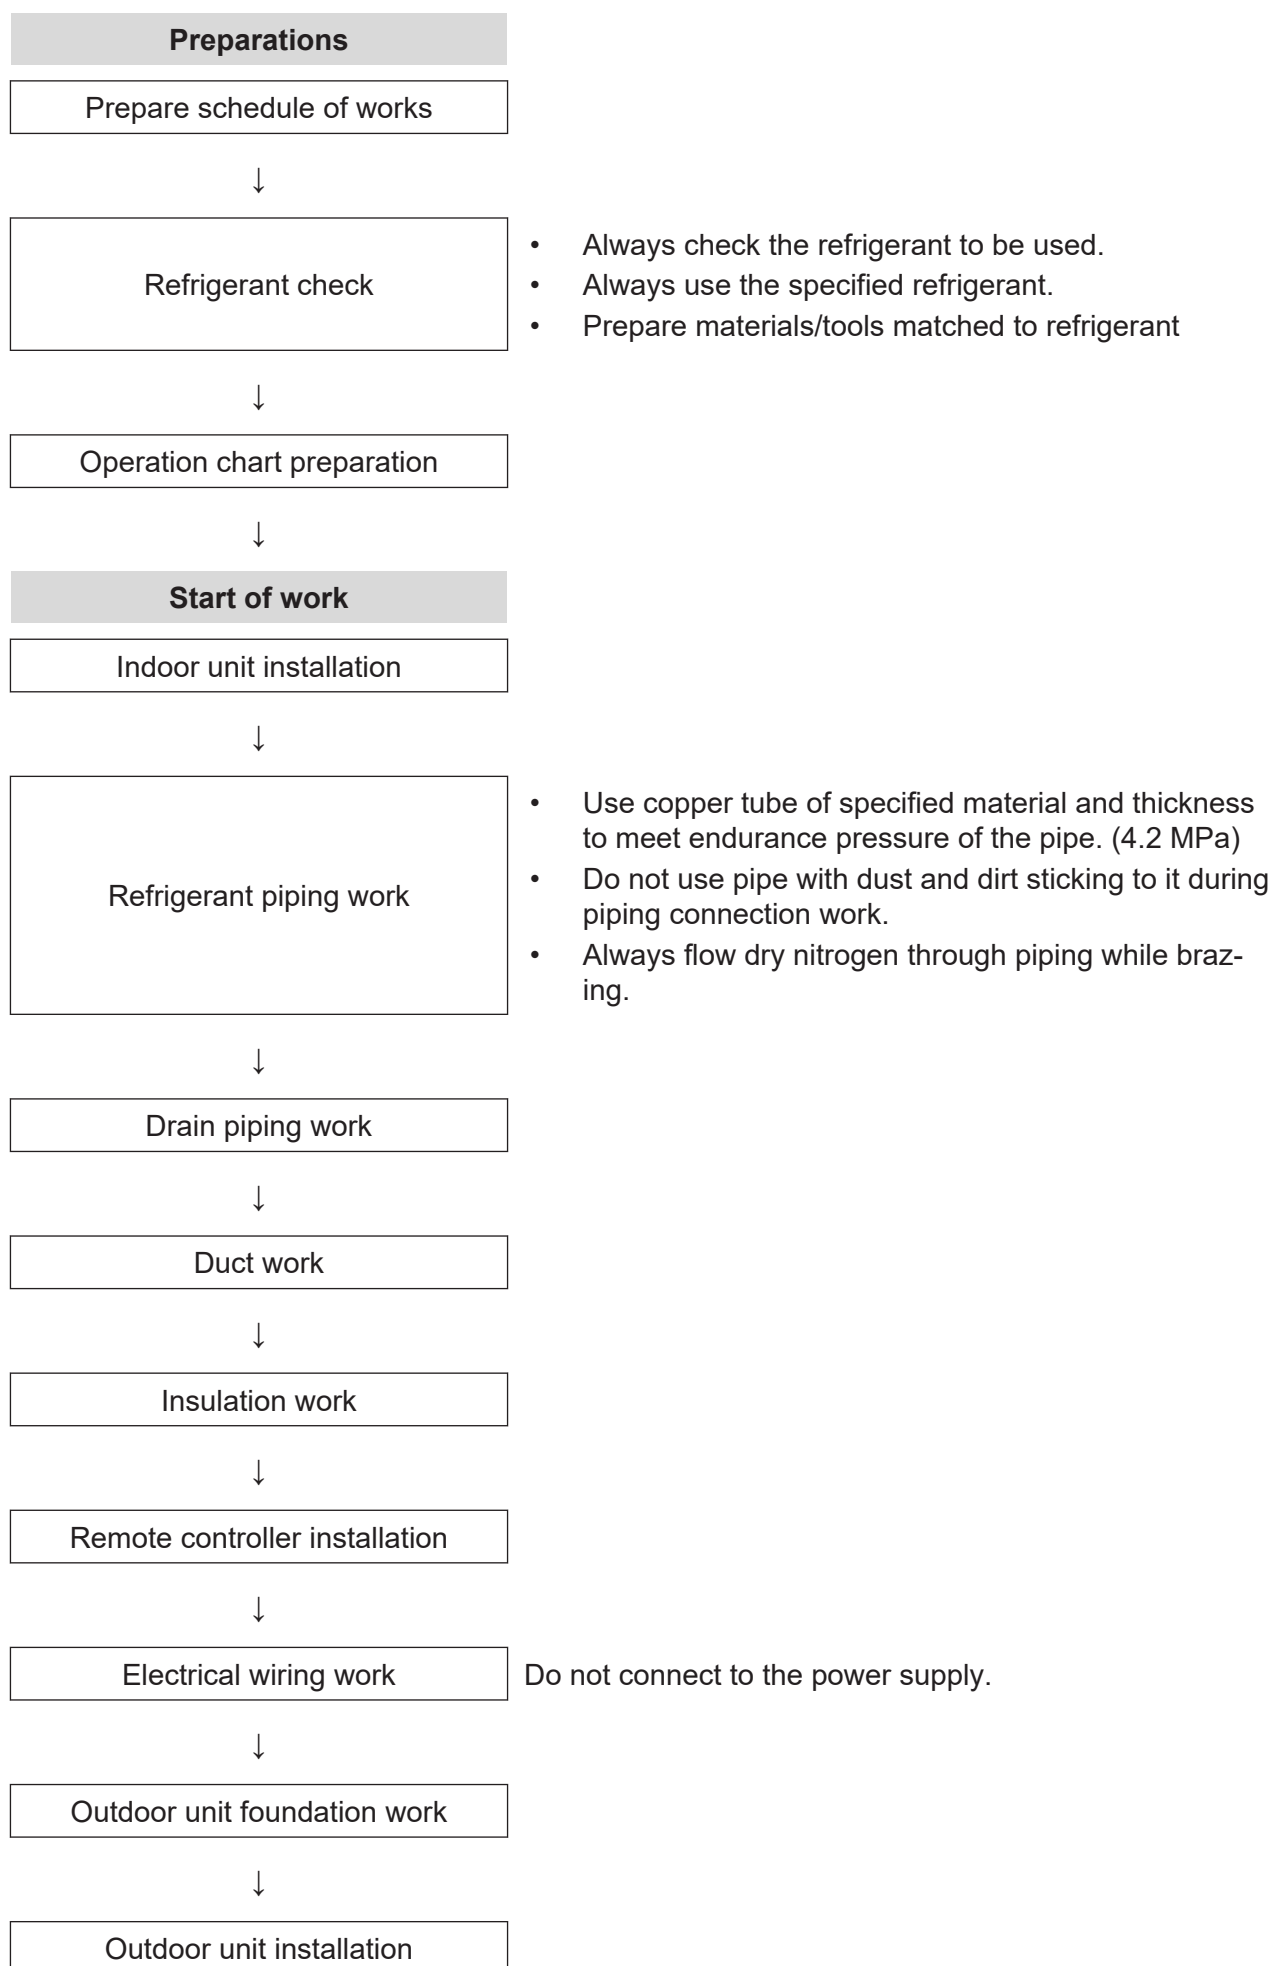 Preparations
Prepare schedule of works
↓
Refrigerant check
• Always check the refrigerant to be used.
• Always use the specified refrigerant.
• Prepare materials/tools matched to refrigerant
↓
Operation chart preparation
↓
Start of work
Indoor unit installation
↓
Refrigerant piping work
• Use copper tube of specified material and thickness
to meet endurance pressure of the pipe. (4.2 MPa)
• Do not use pipe with dust and dirt sticking to it during
piping connection work.
• Always flow dry nitrogen through piping while braz-
ing.
↓
Drain piping work
↓
Duct work
↓
Insulation work
↓
Remote controller installation
↓
Electrical wiring work
Do not connect to the power supply.
↓
Outdoor unit foundation work
↓
Outdoor unit installation